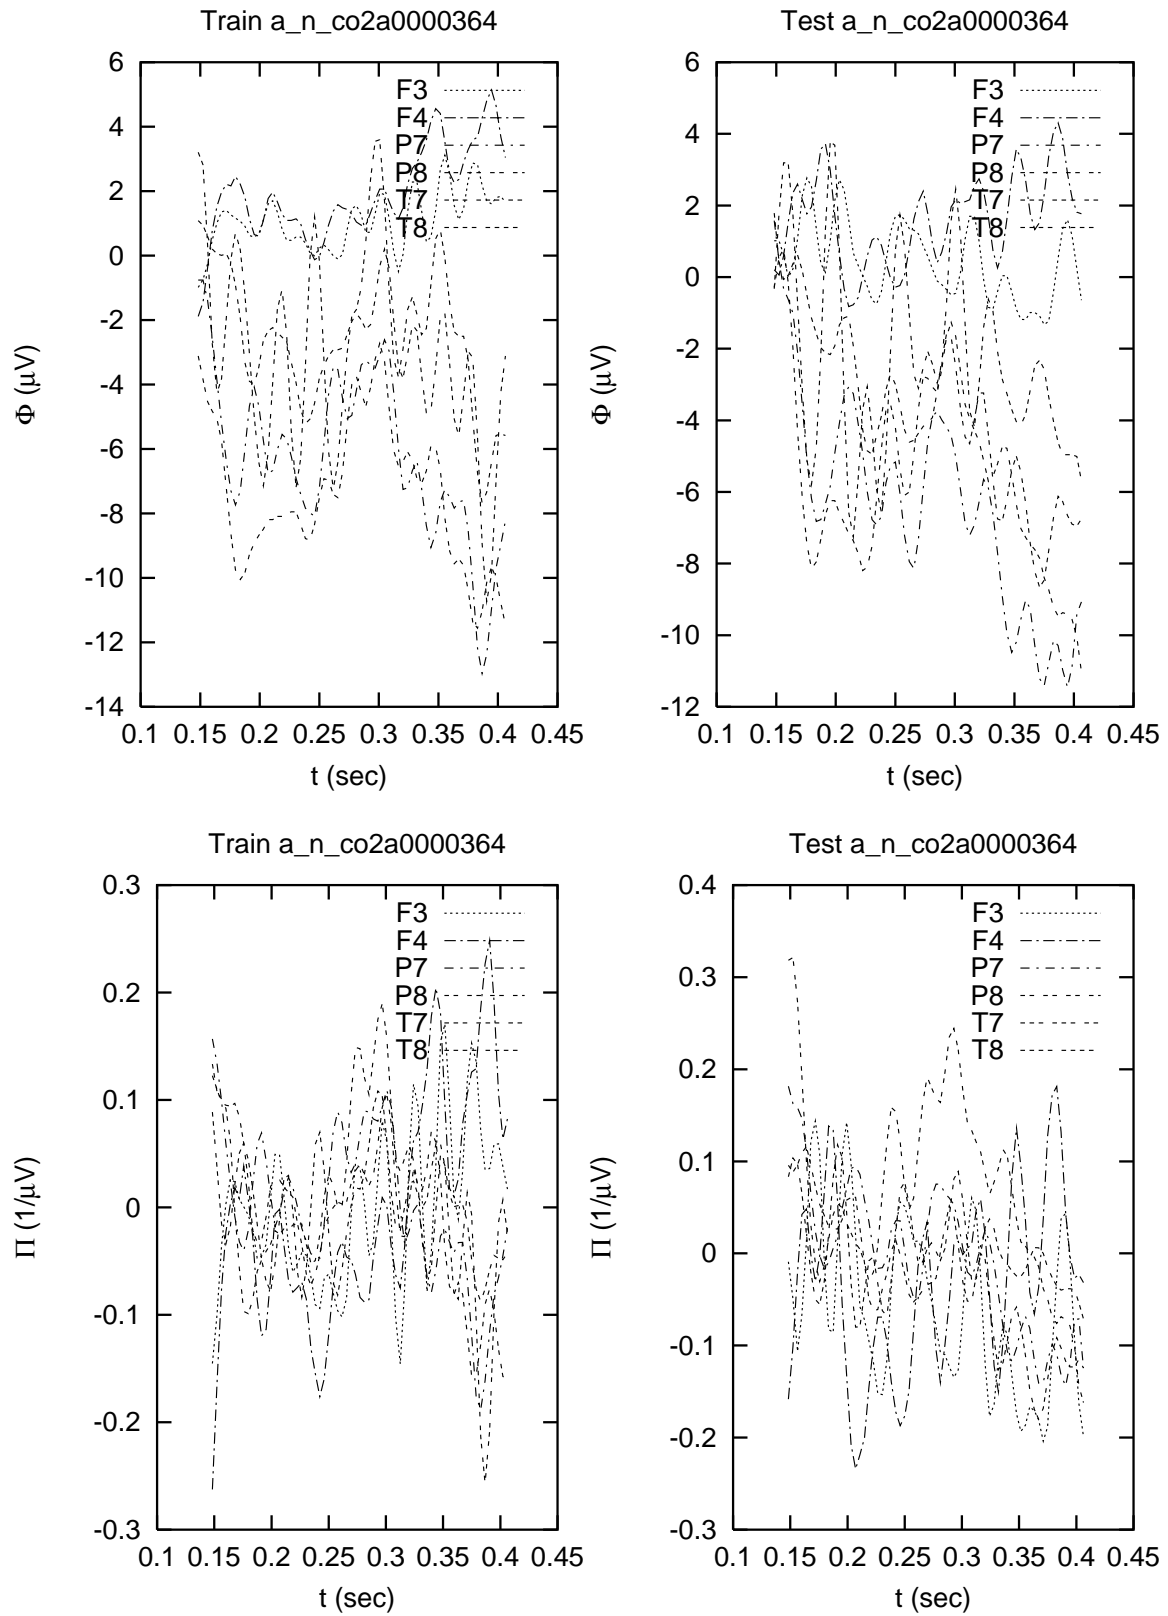 Train a_n_co2a0000364
6
4
2
0
-2
-4
-6
-8
-10
-12
-14
0.1 0.15 0.2 0.25 0.3 0.35 0.4 0.45
Φ (μV)
t (sec)
F3
F4
P7
P8
T7
T8
Test a_n_co2a0000364
6
4
2
0
-2
-4
-6
-8
-10
-12
0.1 0.15 0.2 0.25 0.3 0.35 0.4 0.45
Φ (μV)
t (sec)
F3
F4
P7
P8
T7
T8
Train a_n_co2a0000364
0.3
0.2
0.1
0
-0.1
-0.2
-0.3
0.1 0.15 0.2 0.25 0.3 0.35 0.4 0.45
Π (1/μV)
t (sec)
F3
F4
P7
P8
T7
T8
Test a_n_co2a0000364
0.4
0.3
0.2
0.1
0
-0.1
-0.2
-0.3
0.1 0.15 0.2 0.25 0.3 0.35 0.4 0.45
Π (1/μV)
t (sec)
F3
F4
P7
P8
T7
T8